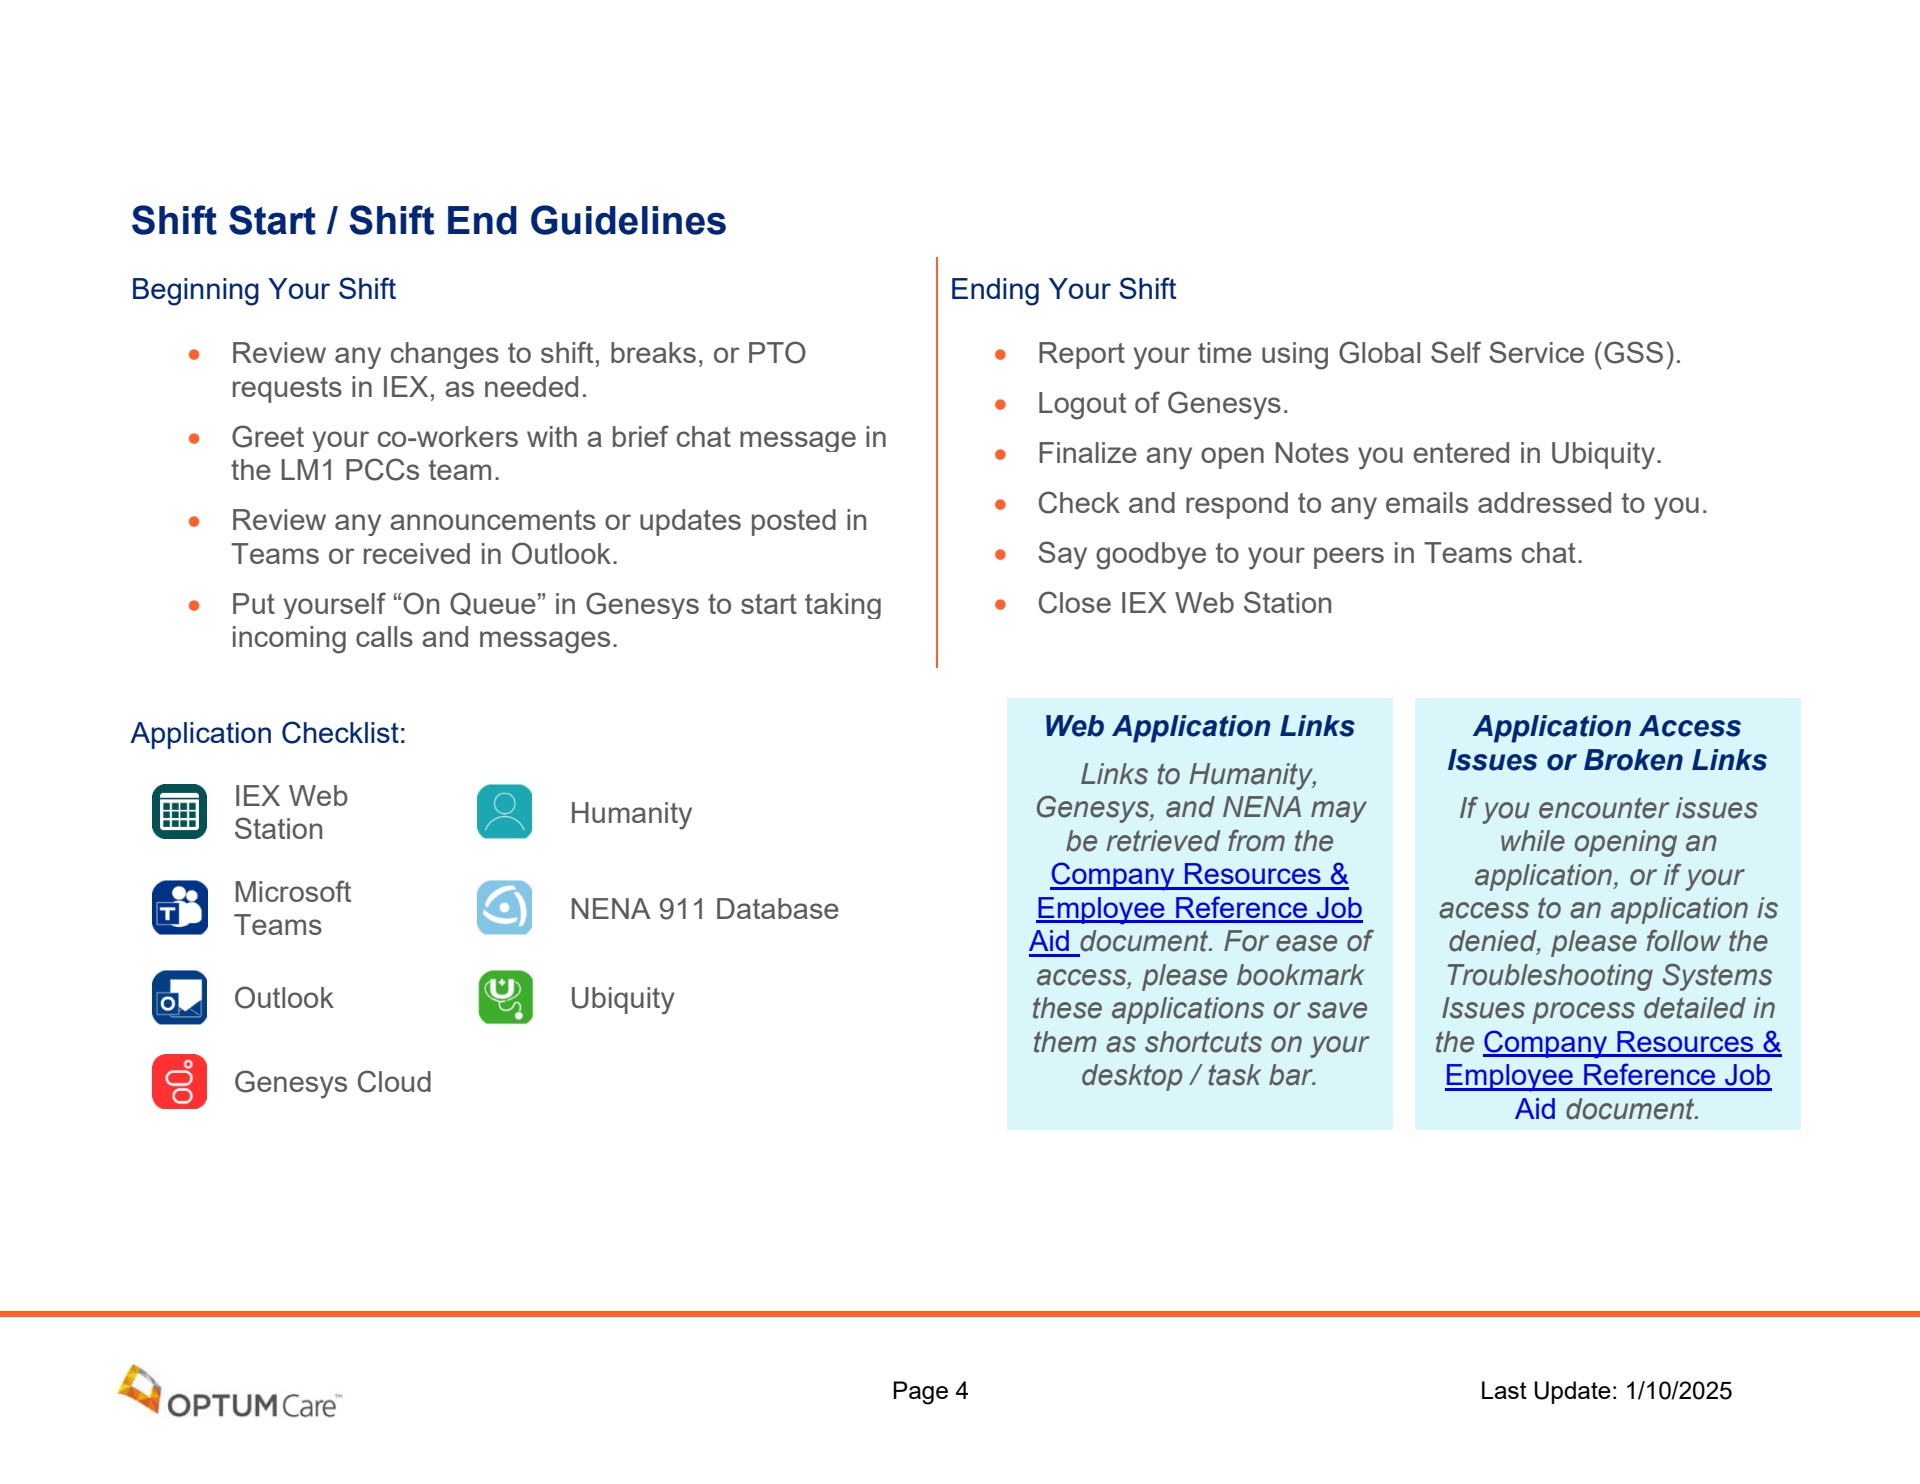 Shift Start / Shift End Guidelines
Beginning Your Shift
Review any changes to shift, breaks, or PTO
requests in IEX, as needed.
Greet your co-workers with a brief chat message in
the LM1 PCCs team.
Review any announcements or updates posted in
Teams or received in Outlook.
Put yourself “On Queue” in Genesys to start taking
incoming calls and messages.
Ending Your Shift
Report your time using Global Self Service (GSS).
Logout of Genesys.
Finalize any open Notes you entered in Ubiquity.
Check and respond to any emails addressed to you.
Say goodbye to your peers in Teams chat.
Close IEX Web Station
Application Checklist:
IEX Web
Station
Humanity
Microsoft
Teams
NENA 911 Database
Outlook
Ubiquity
Genesys Cloud
Web Application Links
Links to Humanity,
Genesys, and NENA may
be retrieved from the
Company Resources &
Employee Reference Job
Aid document. For ease of
access, please bookmark
these applications or save
them as shortcuts on your
desktop / task bar.
Application Access
Issues or Broken Links
If you encounter issues
while opening an
application, or if your
access to an application is
denied, please follow the
Troubleshooting Systems
Issues process detailed in
the Company Resources &
Employee Reference Job
Aid document.
OPTUM Care™
Page 4
Last Update: 1/10/2025